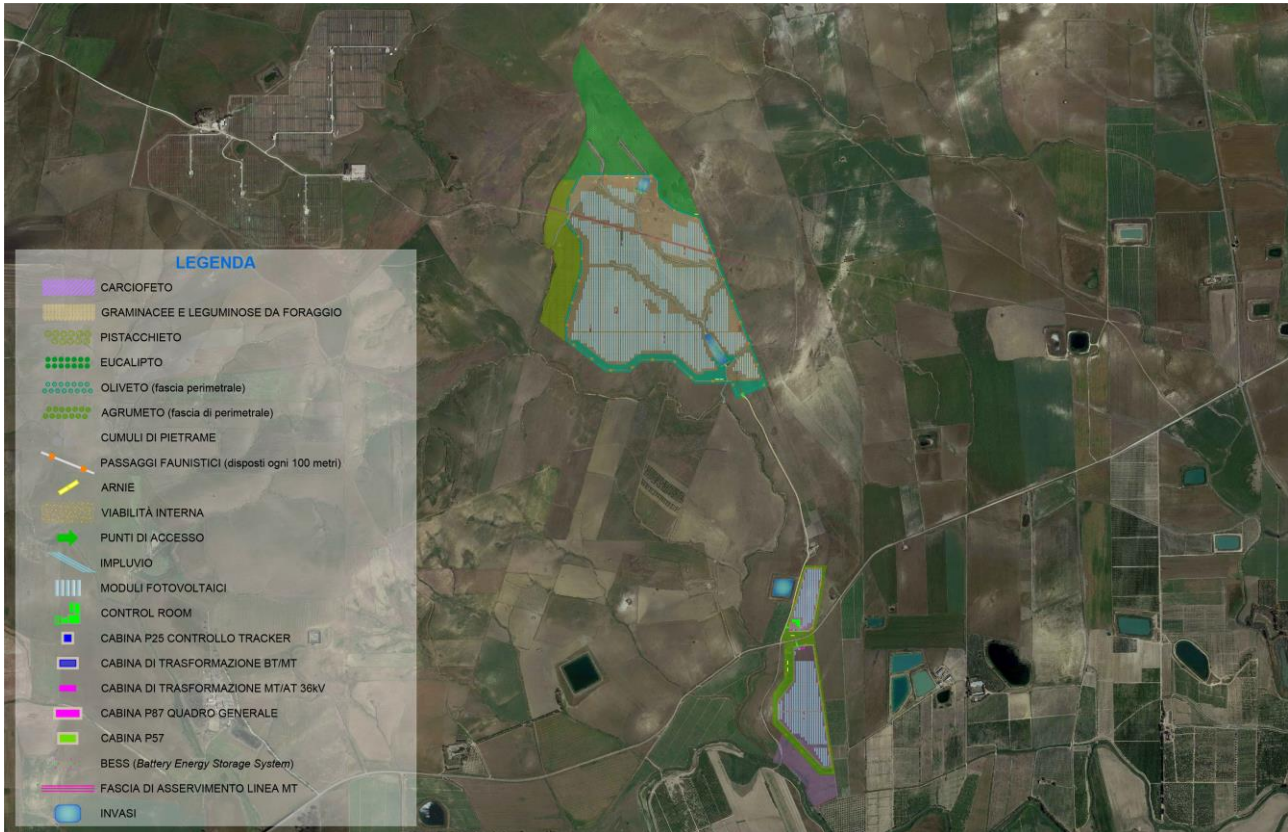 LEGENDA
CARCIOFETO
GRAMINACEE E LEGUMINOSE DA FORAGGIO
PISTACCHIETO
EUCALIPTO
OLIVETO (fascia perimetrale)
AGRUMETO (fascia di perimetrale)
CUMULI DI PIETRAME
PASSAGGI FAUNISTICI (disposti ogni 100 metri)
ARNIE
VIABILITÀ INTERNA
PUNTI DI ACCESSO
IMPLUVIO
MODULI FOTOVOLTAICI
CONTROL ROOM
CABINA P25 CONTROLLO TRACKER
CABINA DI TRASFORMAZIONE BT/MT
CABINA DI TRASFORMAZIONE MT/AT 36kV
CABINA P87 QUADRO GENERALE
CABINA P57
BESS (Battery Energy Storage System)
FASCIA DI ASSERVIMENTO LINEA MT
INVASI